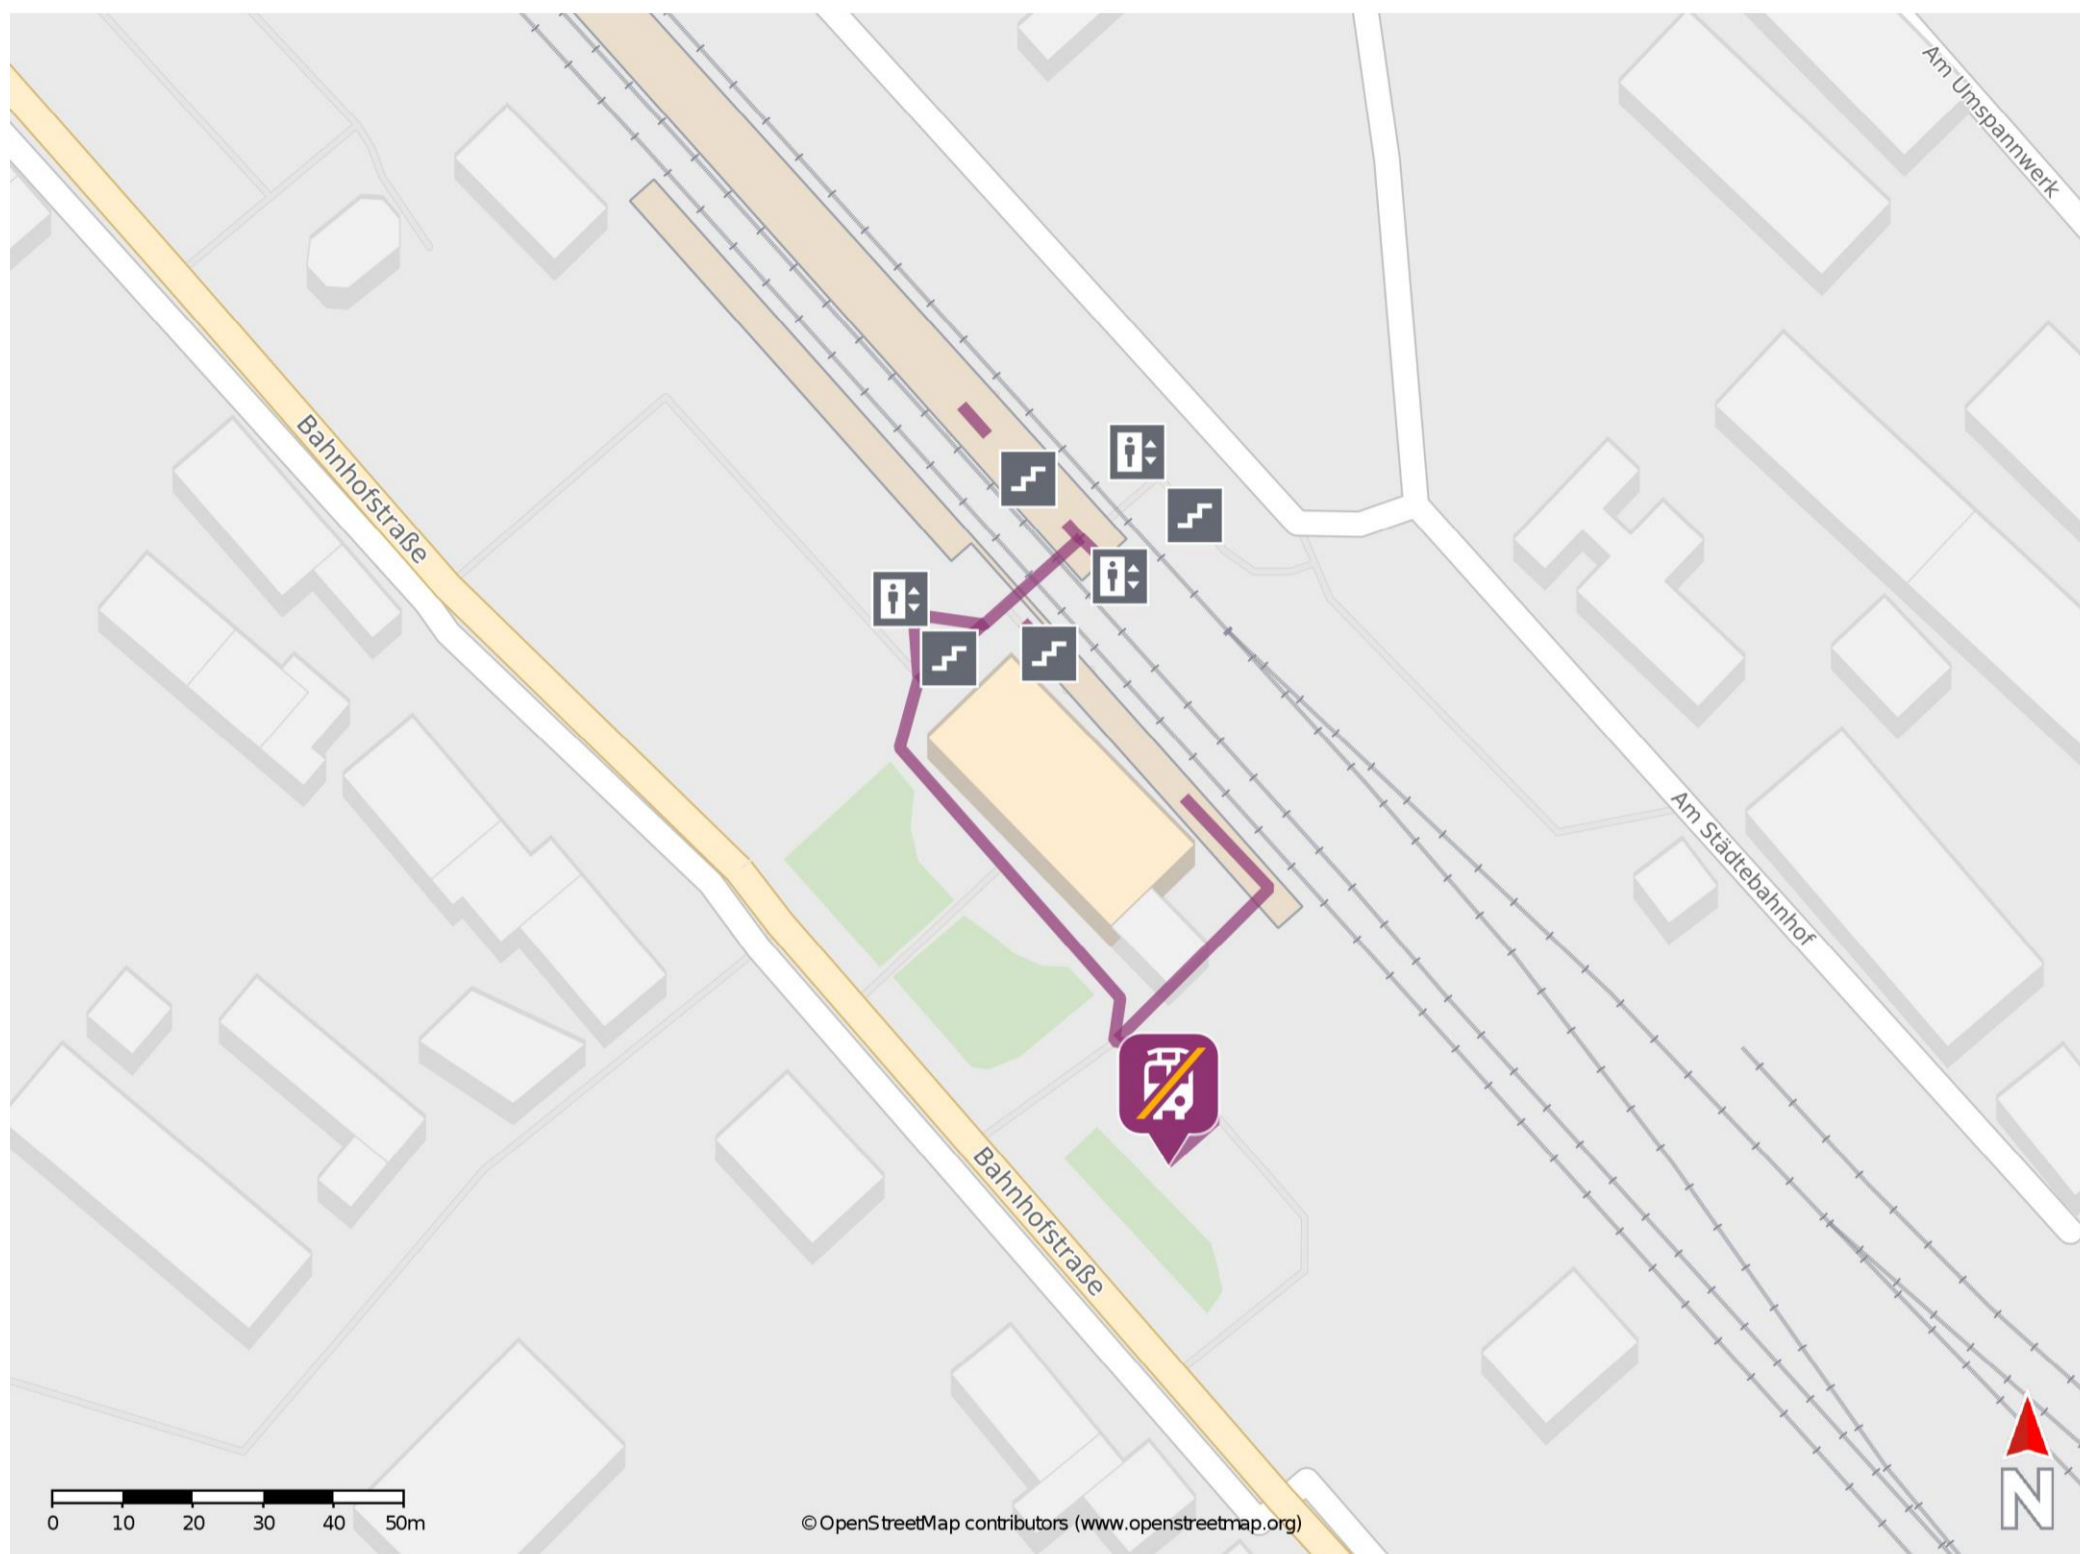 Am Umspannwerk
Bahnhofstraße
Am Städtebahnhof
Bahnhofstraße
0 10 20 30 40 50m
©OpenStreetMap contributors (www.openstreetmap.org)
N